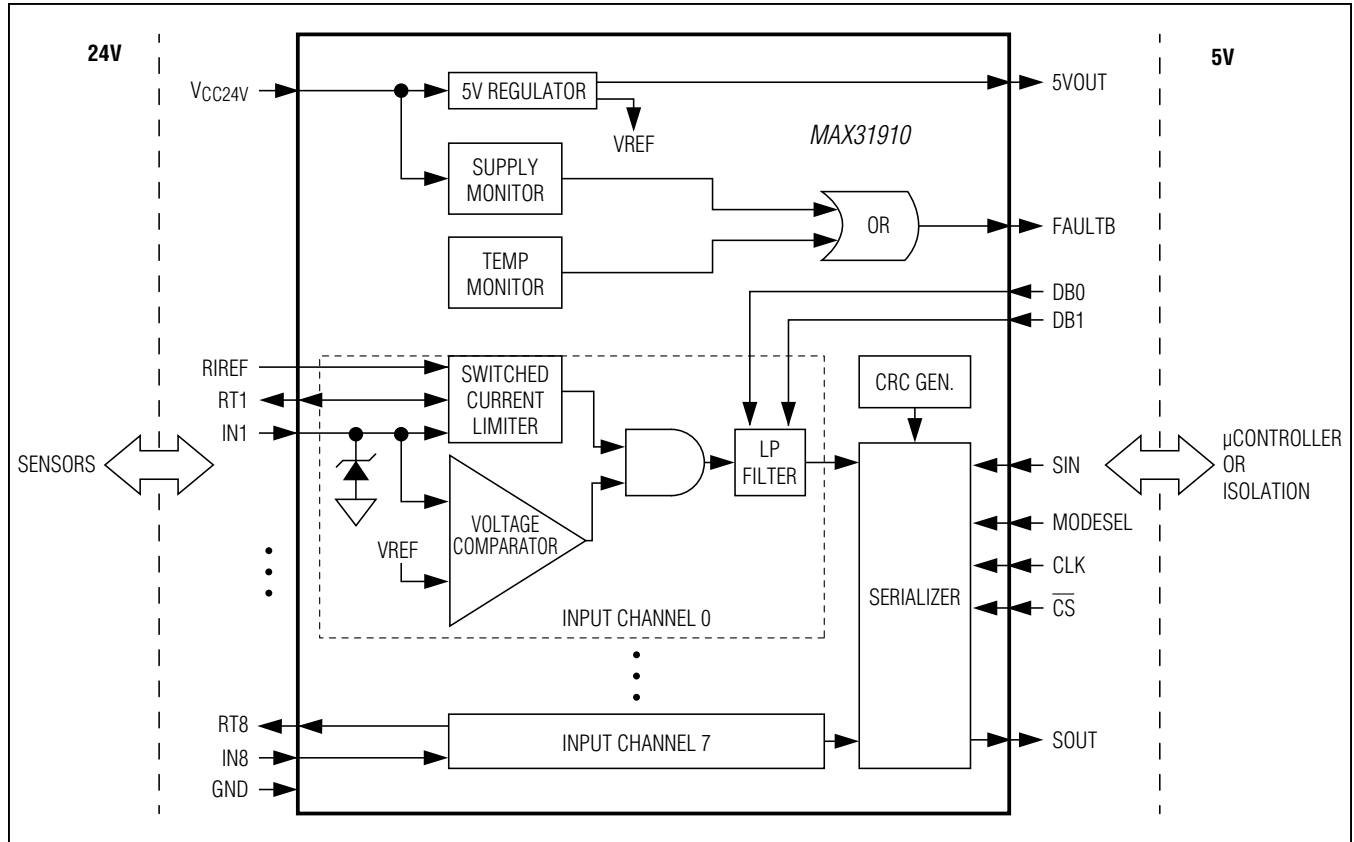 24V
5V
VCC24V
5V REGULATOR
5VOUT
VREF
MAX31910
SUPPLY
MONITOR
OR
FAULTB
TEMP
MONITOR
DB0
DB1
RIREF
SWITCHED
CURRENT
LIMITER
CRC GEN.
RT1
IN1
LP
FILTER
SENSORS
SIN
µCONTROLLER
OR
ISOLATION
MODESEL
VOLTAGE
COMPARATOR
VREF
CLK
SERIALIZER
CS
INPUT CHANNEL 0
RT8
INPUT CHANNEL 7
SOUT
IN8
GND